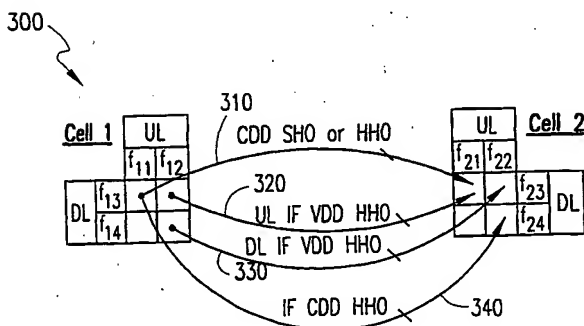 300
310
CDD SHO or HHO
Cell 1
UL
f11 f12
DL
f13
f14
320
UL IF VDD HHO
DL IF VDD HHO
330
IF CDD HHO
340
UL
Cell 2
f21 f22
f23
f24
DL